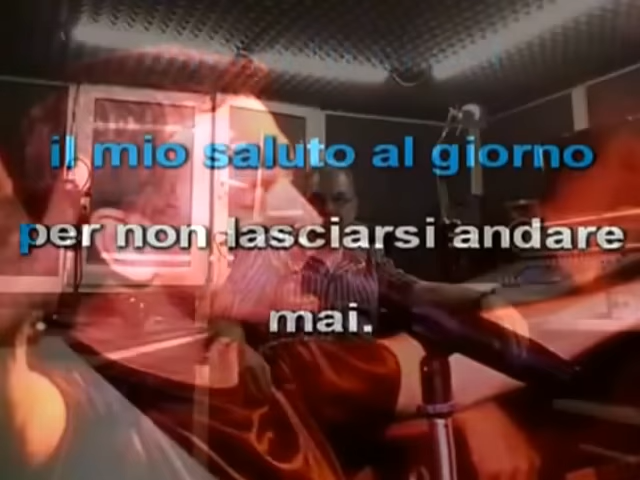 il mio saluto al giorno
per non lasciarsi andare
mai.